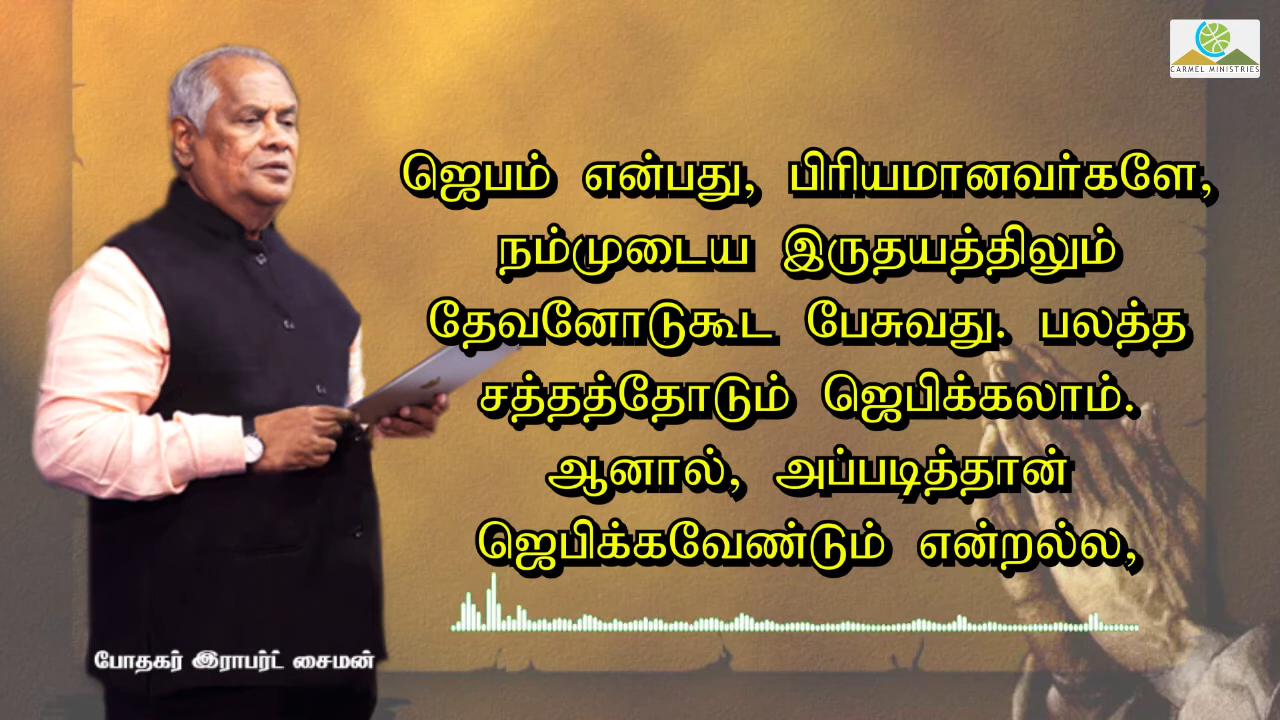 CARMEL MINISTRIES
ஜெபம் என்பது, பிரியமானவர்களே,
நம்முடைய இருதயத்திலும்
தேவனோடுகூட பேசுவது. பலத்த
சத்தத்தோடும் ஜெபிக்கலாம்.
ஆனால், அப்படித்தான்
ஜெபிக்கவேண்டும் என்றல்ல,
போதகர் இராபர்ட் சைமன்